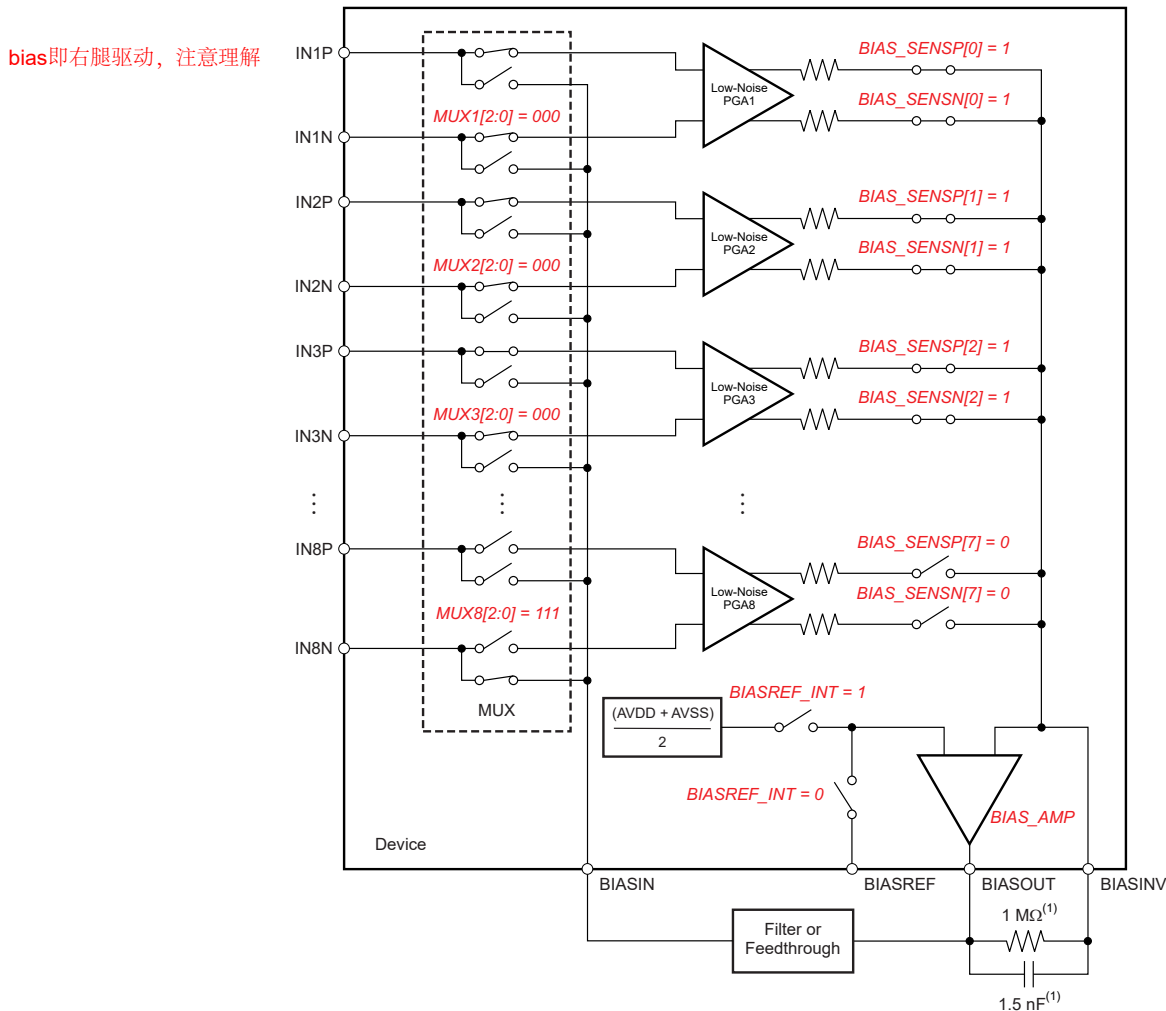 bias即右腿驱动，注意理解
IN1P
BIAS_SENSP[0] = 1
Low-Noise
PGA1
BIAS_SENSN[0] = 1
MUX1[2:0] = 000
IN1N
IN2P
BIAS_SENSP[1] = 1
Low-Noise
PGA2
BIAS_SENSN[1] = 1
MUX2[2:0] = 000
IN2N
IN3P
BIAS_SENSP[2] = 1
Low-Noise
PGA3
BIAS_SENSN[2] = 1
MUX3[2:0] = 000
IN3N
⋮ ⋮ ⋮
IN8P
BIAS_SENSP[7] = 0
Low-Noise
PGA8
BIAS_SENSN[7] = 0
MUX8[2:0] = 111
IN8N
MUX
BIASREF_INT = 1
(AVDD + AVSS)
2
BIASREF_INT = 0
BIAS_AMP
Device
BIASIN
BIASREF
BIASOUT
BIASINV
Filter or
Feedthrough
1 MΩ(1)
1.5 nF(1)